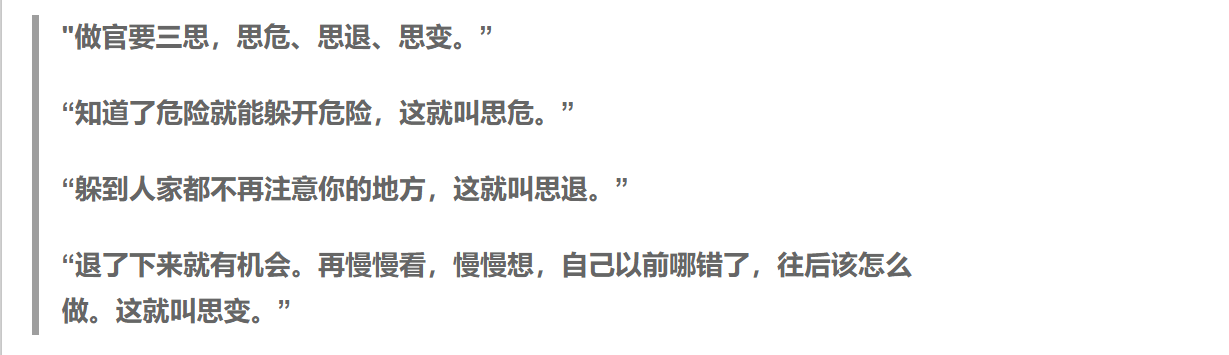 "做官要三思，思危、思退、思变。”
“知道了危险就能躲开危险，这就叫思危。”
“躲到人家都不再注意你的地方，这就叫思退。”
“退了下来就有机会。再慢慢看，慢慢想，自己以前哪错了，往后该怎么
做。这就叫思变。”